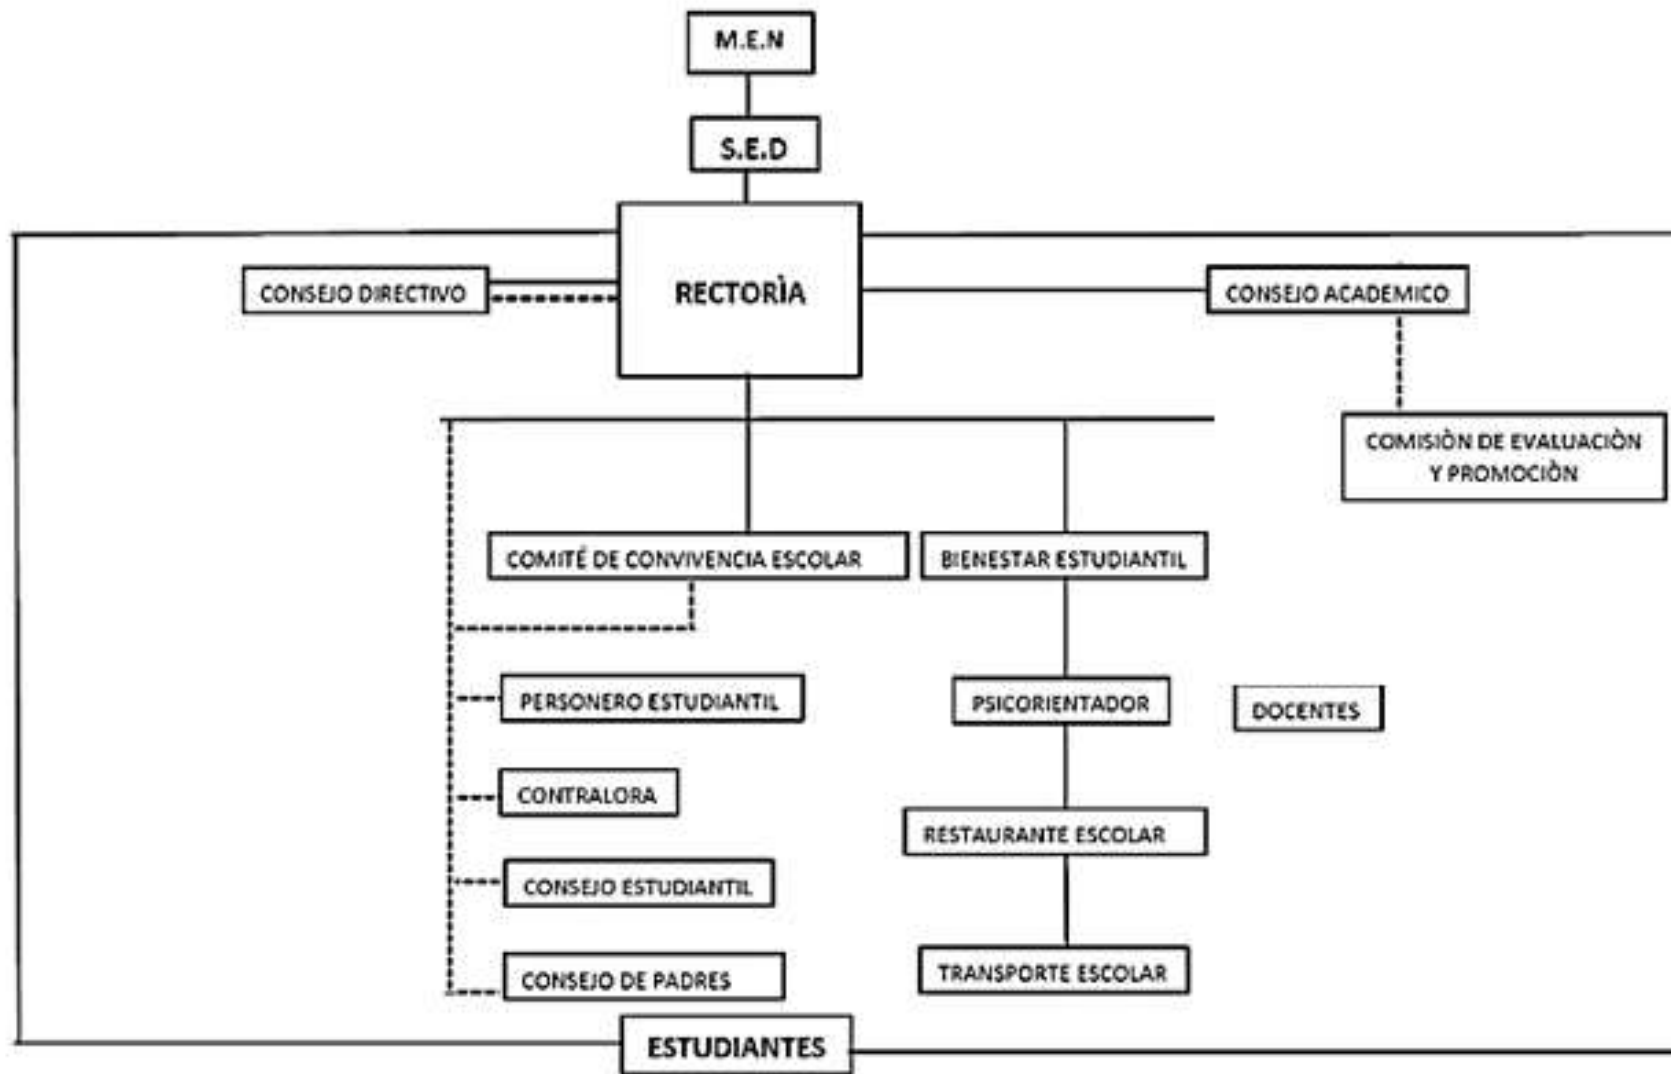 M.E.N
S.E.D
RECTORÌA
CONSEJO DIRECTIVO
CONSEJO ACADEMICO
COMISIÒN DE EVALUACIÒN
Y PROMOCIÒN
COMITÉ DE CONVIVENCIA ESCOLAR
BIENESTAR ESTUDIANTIL
PERSONERO ESTUDIANTIL
PSICORIENTADOR
DOCENTES
CONTRALORA
RESTAURANTE ESCOLAR
CONSEJO ESTUDIANTIL
CONSEJO DE PADRES
TRANSPORTE ESCOLAR
ESTUDIANTES